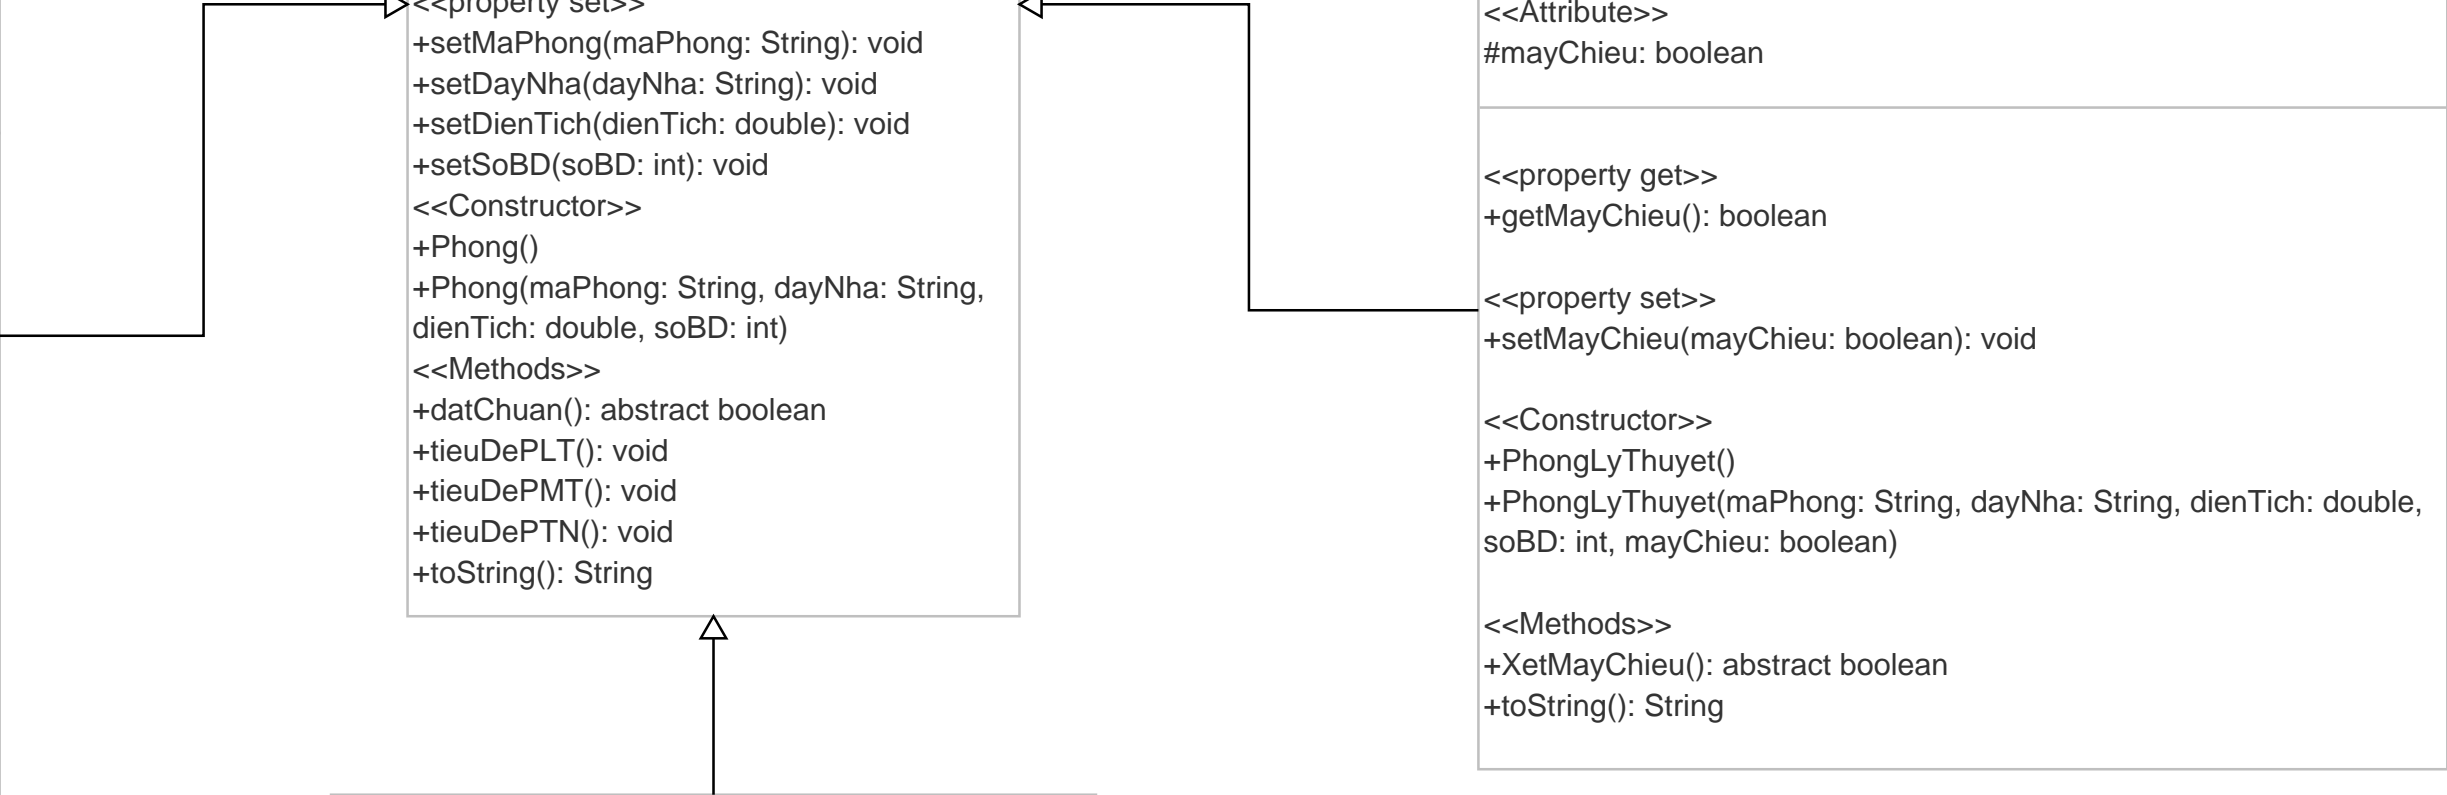 <<property set>>
+setMaPhong(maPhong: String): void
+setDayNha(dayNha: String): void
+setDienTich(dienTich: double): void
+setSoBD(soBD: int): void
<<Constructor>>
+Phong()
+Phong(maPhong: String, dayNha: String,
dienTich: double, soBD: int)
<<Methods>>
+datChuan(): abstract boolean
+tieuDePLT(): void
+tieuDePMT(): void
+tieuDePTN(): void
+toString(): String
<<Attribute>>
#mayChieu: boolean
<<property get>>
+getMayChieu(): boolean
<<property set>>
+setMayChieu(mayChieu: boolean): void
<<Constructor>>
+PhongLyThuyet()
+PhongLyThuyet(maPhong: String, dayNha: String, dienTich: double,
soBD: int, mayChieu: boolean)
<<Methods>>
+XetMayChieu(): abstract boolean
+toString(): String